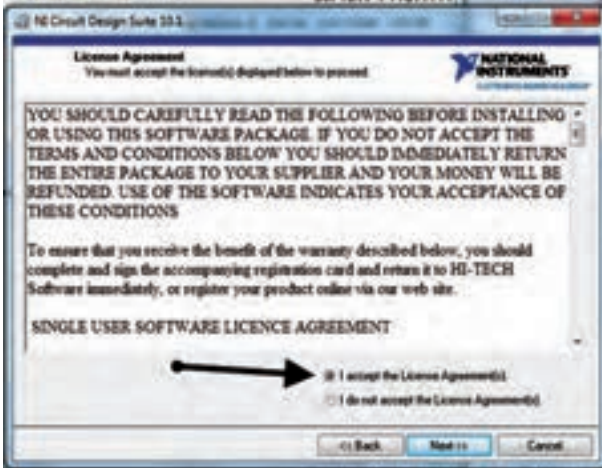 NI Circuit Design Suite 10.1
License Agreement
You must accept the license(s) displayed below to proceed.
NATIONAL
INSTRUMENTS
YOU SHOULD CAREFULLY READ THE FOLLOWING BEFORE INSTALLING
OR USING THIS SOFTWARE PACKAGE. IF YOU DO NOT ACCEPT THE
TERMS AND CONDITIONS BELOW YOU SHOULD IMMEDIATELY RETURN
THE ENTIRE PACKAGE TO YOUR SUPPLIER AND YOUR MONEY WILL BE
REFUNDED. USE OF THE SOFTWARE INDICATES YOUR ACCEPTANCE OF
THESE CONDITIONS
To ensure that you receive the benefit of the warranty described below, you should
complete and sign the accompanying registration card and return it to HI-TECH
Software immediately, or register your product online via our web site.
SINGLE USER SOFTWARE LICENCE AGREEMENT
I accept the License Agreement(s).
I do not accept the License Agreement(s).
<< Back Next >> Cancel